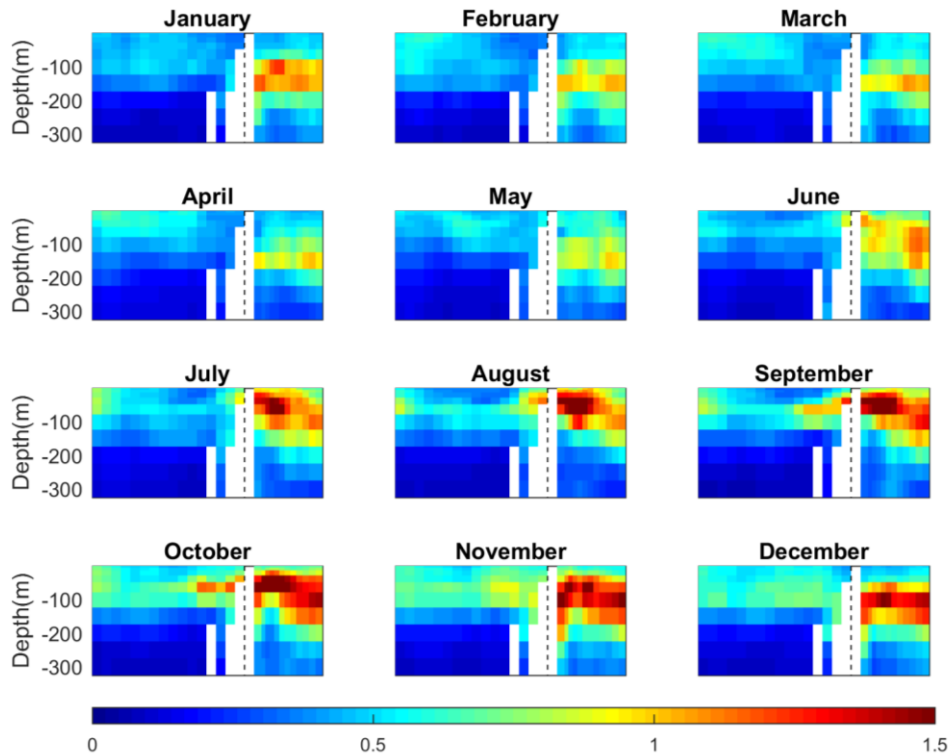 January February March
Depth(m)
-100
-200
-300
April May June
Depth(m)
-100
-200
-300
July August September
Depth(m)
-100
-200
-300
October November December
Depth(m)
-100
-200
-300
0 0.5 1 1.5